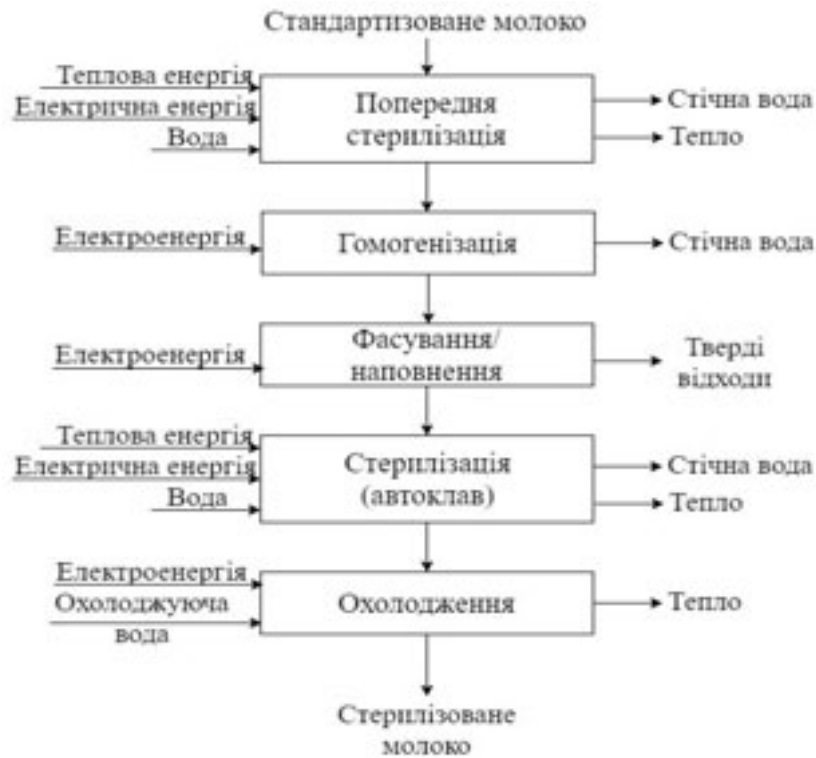 Стандартизоване молоко
Теплова енергія
Електрична енергія
Вода
Попередня
стерилізація
Стічна вода
Тепло
Електроенергія
Гомогенізація
Стічна вода
Електроенергія
Фасування/
наповнення
Тверді
відходи
Теплова енергія
Електрична енергія
Вода
Стерилізація
(автоклав)
Стічна вода
Тепло
Електроенергія
Охолоджуюча
вода
Охолодження
Тепло
Стерилізоване
молоко